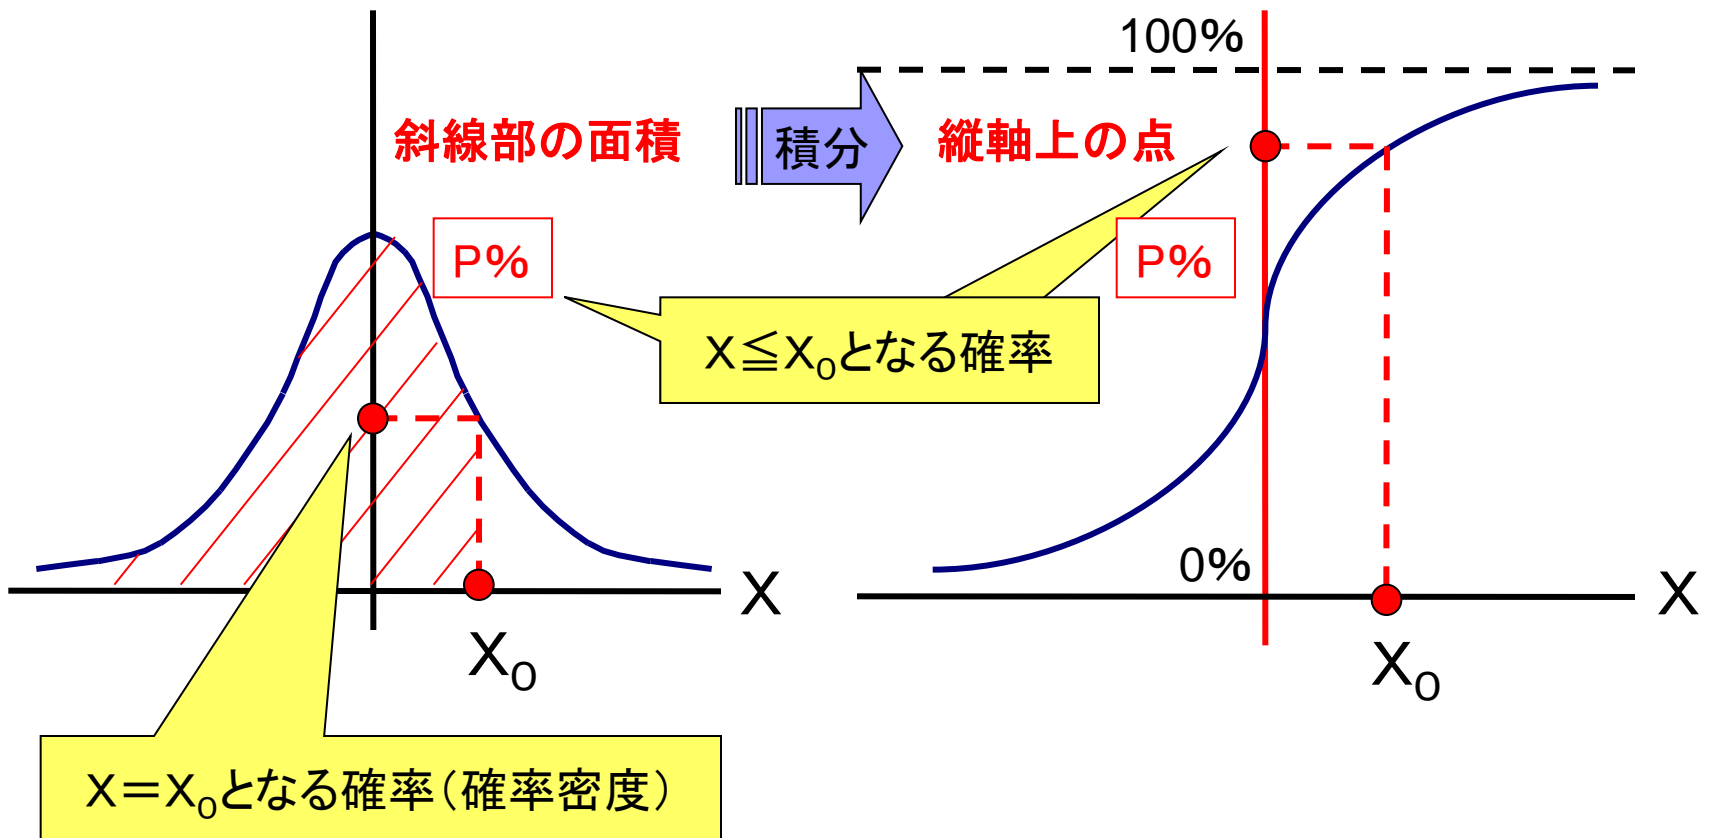 100%
斜線部の面積
積分
縦軸上の点
P%
P%
X≦X0となる確率
0%
X
X
X0
X0
X=X0となる確率(確率密度)